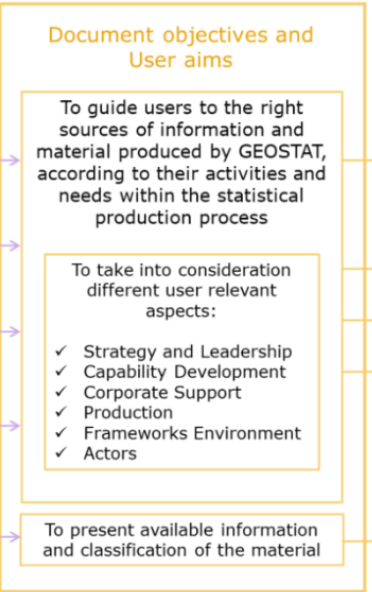 Document objectives and
User aims
To guide users to the right
sources of information and
material produced by GEOSTAT,
according to their activities and
needs within the statistical
production process
To take into consideration
different user relevant
aspects:
✓ Strategy and Leadership
✓ Capability Development
✓ Corporate Support
✓ Production
✓ Frameworks Environment
✓ Actors
To present available information
and classification of the material